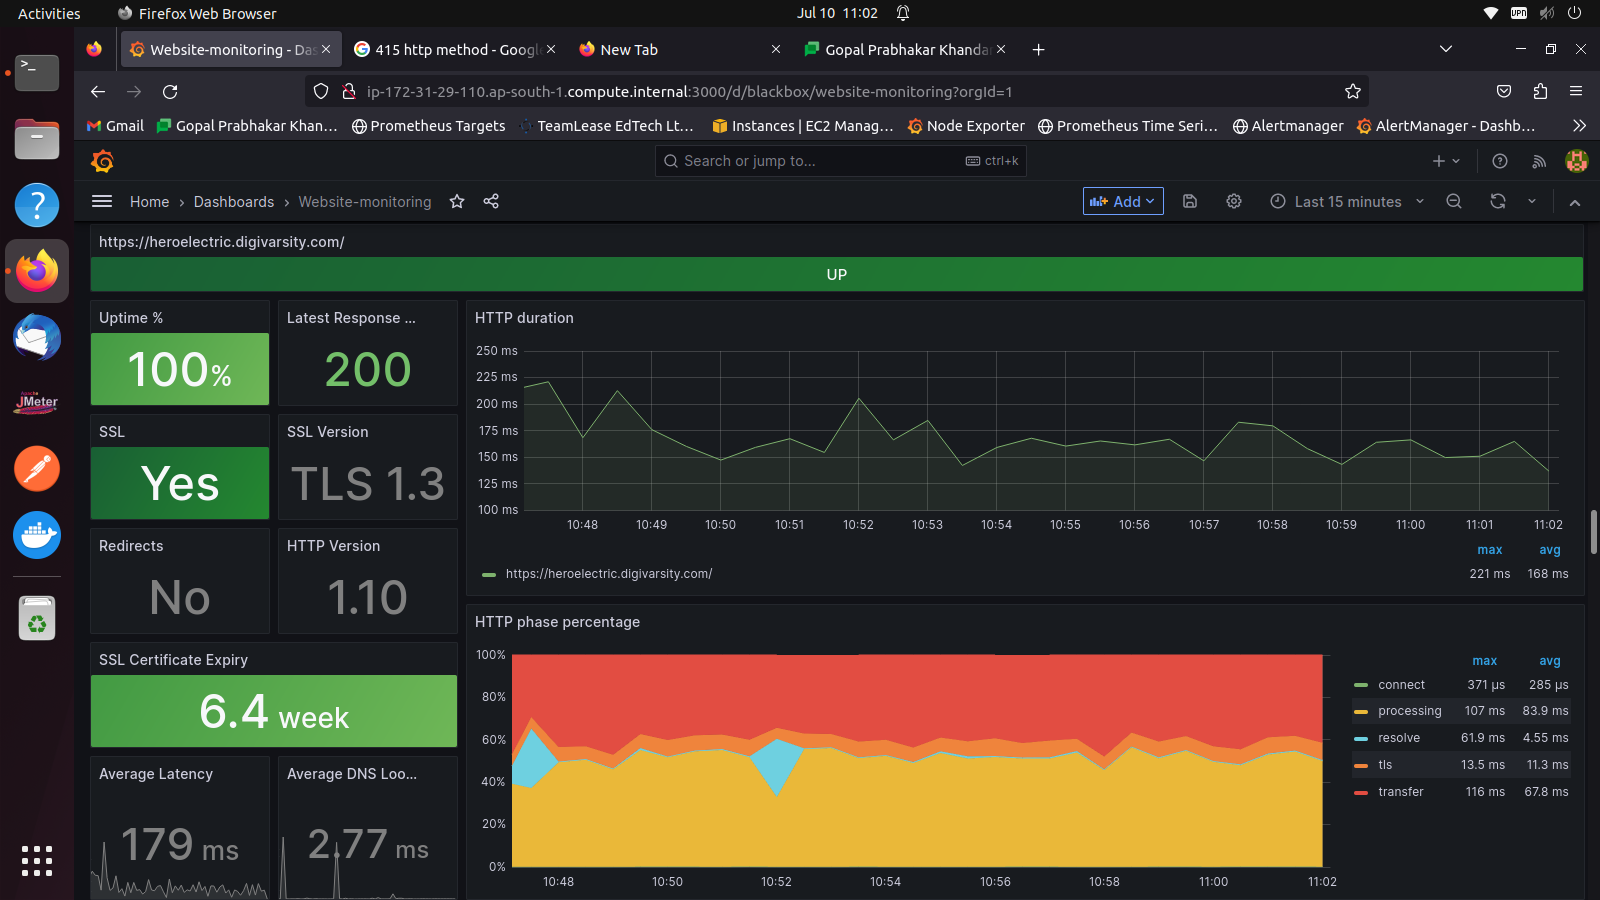 Activities
Firefox Web Browser
Jul 10 11:02
VPN
Website-monitoring - Das
415 http method - Google
New Tab
Gopal Prabhakar Khandar
ip-172-31-29-110.ap-south-1.compute.internal:3000/d/blackbox/website-monitoring?orgId=1
Gmail
Gopal Prabhakar Khan...
Prometheus Targets
TeamLease EdTech Lt...
Instances | EC2 Manag...
Node Exporter
Prometheus Time Seri...
Alertmanager
AlertManager - Dashb...
Search or jump to...
ctrl+k
Home › Dashboards › Website-monitoring
Add
Last 15 minutes
https://heroelectric.digivarsity.com/
UP
Uptime %
100%
Latest Response ...
200
SSL
Yes
SSL Version
TLS 1.3
Redirects
No
HTTP Version
1.10
SSL Certificate Expiry
6.4 week
Average Latency
179 ms
Average DNS Loo...
2.77 ms
HTTP duration
250 ms
225 ms
200 ms
175 ms
150 ms
125 ms
100 ms
10:48 10:49 10:50 10:51 10:52 10:53 10:54 10:55 10:56 10:57 10:58 10:59 11:00 11:01 11:02
max avg
https://heroelectric.digivarsity.com/ 221 ms 168 ms
HTTP phase percentage
100%
80%
60%
40%
20%
0%
10:48 10:50 10:52 10:54 10:56 10:58 11:00 11:02
max avg
connect 371 µs 285 µs
processing 107 ms 83.9 ms
resolve 61.9 ms 4.55 ms
tls 13.5 ms 11.3 ms
transfer 116 ms 67.8 ms
>_
JMeter